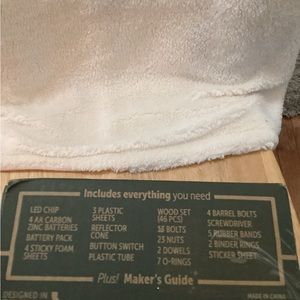 Includes everything you need
LED CHIP
4 AA CARBON
ZINC BATTERIES
BATTERY PACK
4 STICKY FOAM
SHEETS
3 PLASTIC
SHEETS
REFLECTOR
CONE
BUTTON SWITCH
PLASTIC TUBE
WOOD SET
(46 PCS)
18 BOLTS
23 NUTS
2 DOWELS
7 O-RINGS
4 BARREL BOLTS
SCREWDRIVER
5 RUBBER BANDS
2 BINDER RINGS
STICKER SHEET
Plus! Maker's Guide
DESIGNED IN
MADE IN CHINA